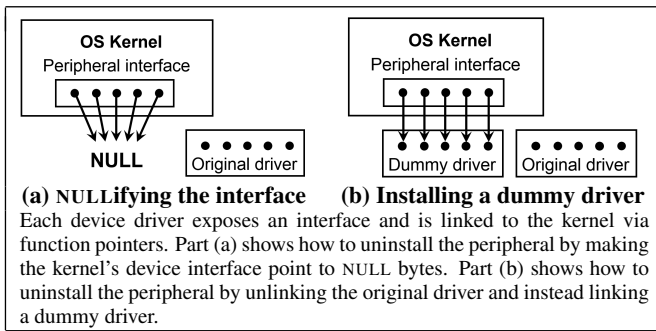 OS Kernel
Peripheral interface
NULL
Original driver
(a) NULLifying the interface
OS Kernel
Peripheral interface
Dummy driver
Original driver
(b) Installing a dummy driver
Each device driver exposes an interface and is linked to the kernel via
function pointers. Part (a) shows how to uninstall the peripheral by making
the kernel's device interface point to NULL bytes. Part (b) shows how to
uninstall the peripheral by unlinking the original driver and instead linking
a dummy driver.